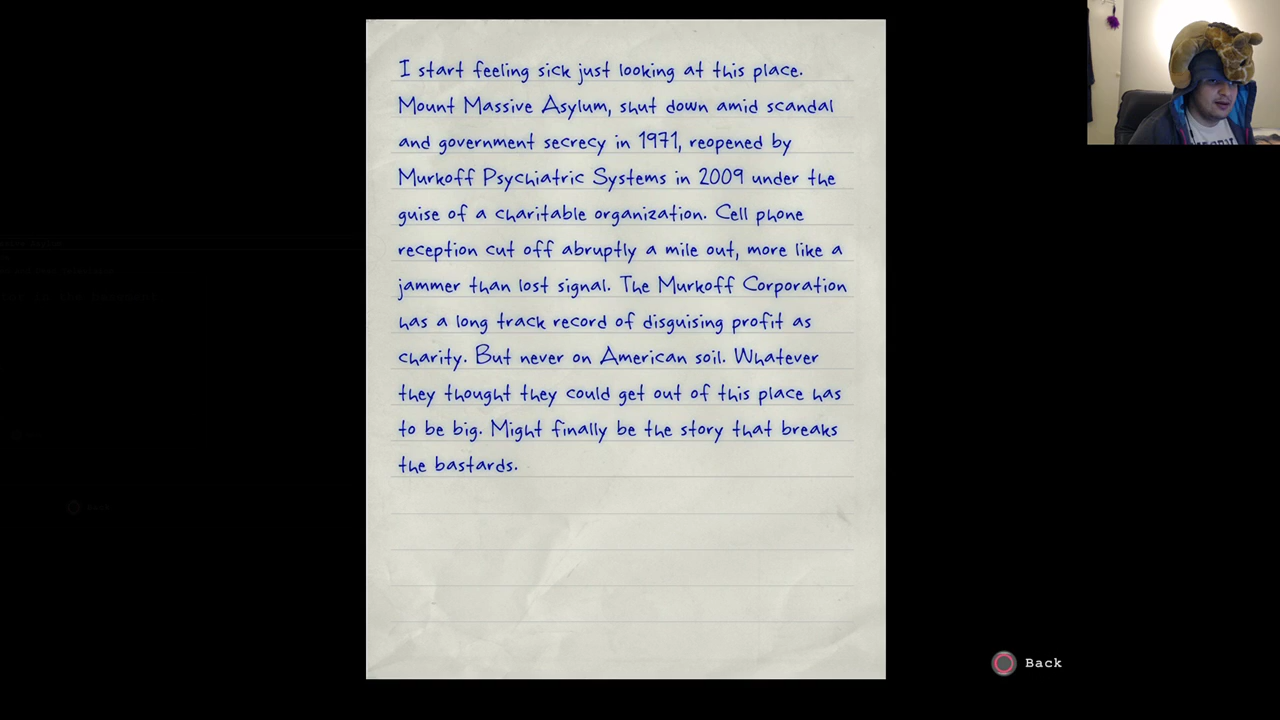 I start feeling sick just looking at this place.
Mount Massive Asylum, shut down amid scandal
and government secrecy in 1971, reopened by
Murkoff Psychiatric Systems in 2009 under the
guise of a charitable organization. Cell phone
reception cut off abruptly a mile out, more like a
jammer than lost signal. The Murkoff Corporation
has a long track record of disguising profit as
charity. But never on American soil. Whatever
they thought they could get out of this place has
to be big. Might finally be the story that breaks
the bastards.
Back